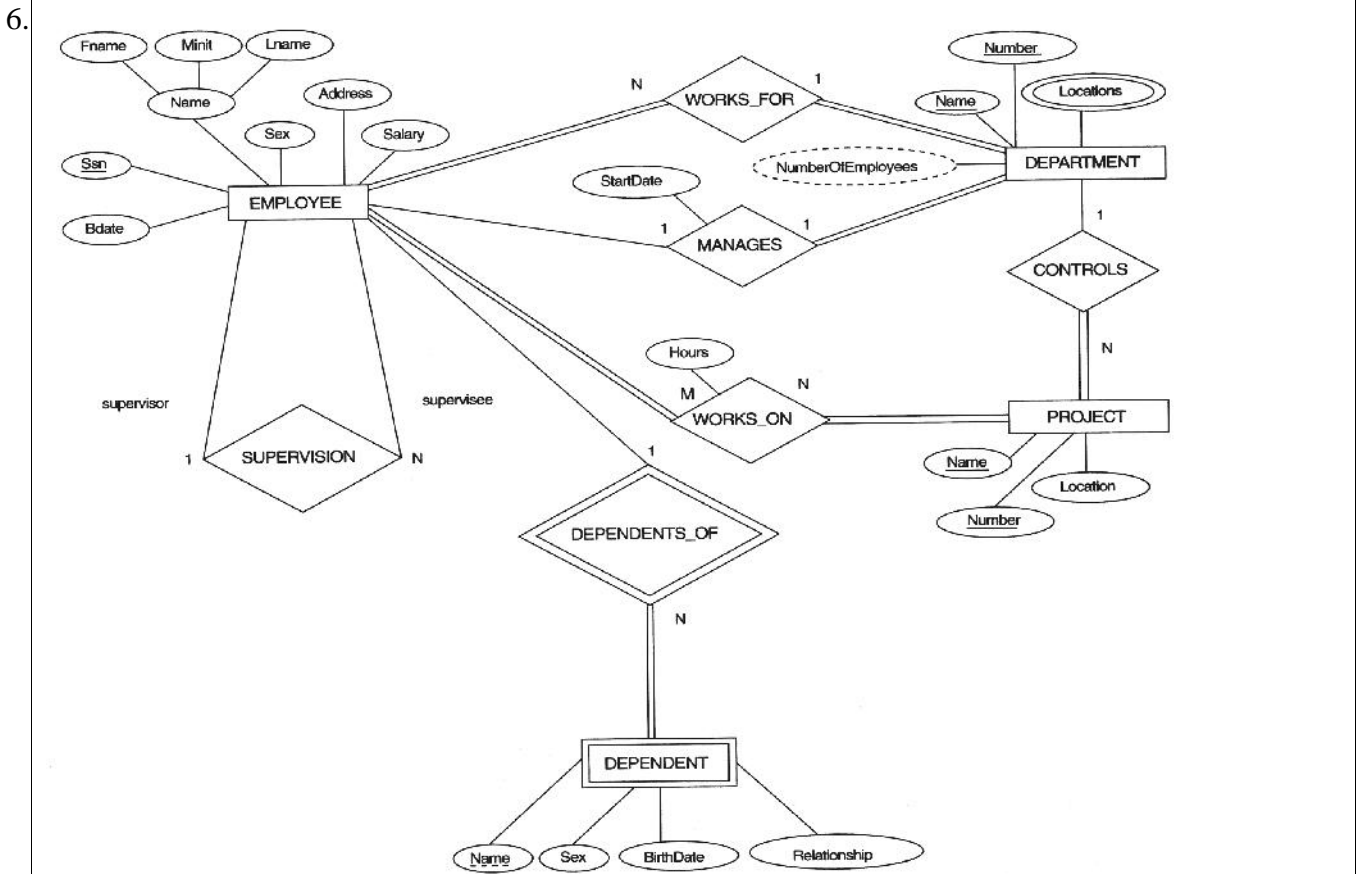 6.
Fname Minit Lname
Number
Name
Address
N
WORKS_FOR
1
Name
Locations
Sex
Salary
Ssn
NumberOfEmployees
DEPARTMENT
StartDate
EMPLOYEE
Bdate
1
MANAGES
1
1
CONTROLS
N
Hours
M
N
supervisor
supervisee
WORKS_ON
PROJECT
1
SUPERVISION
N
1
Name
Location
Number
DEPENDENTS_OF
N
DEPENDENT
Name
Sex
BirthDate
Relationship